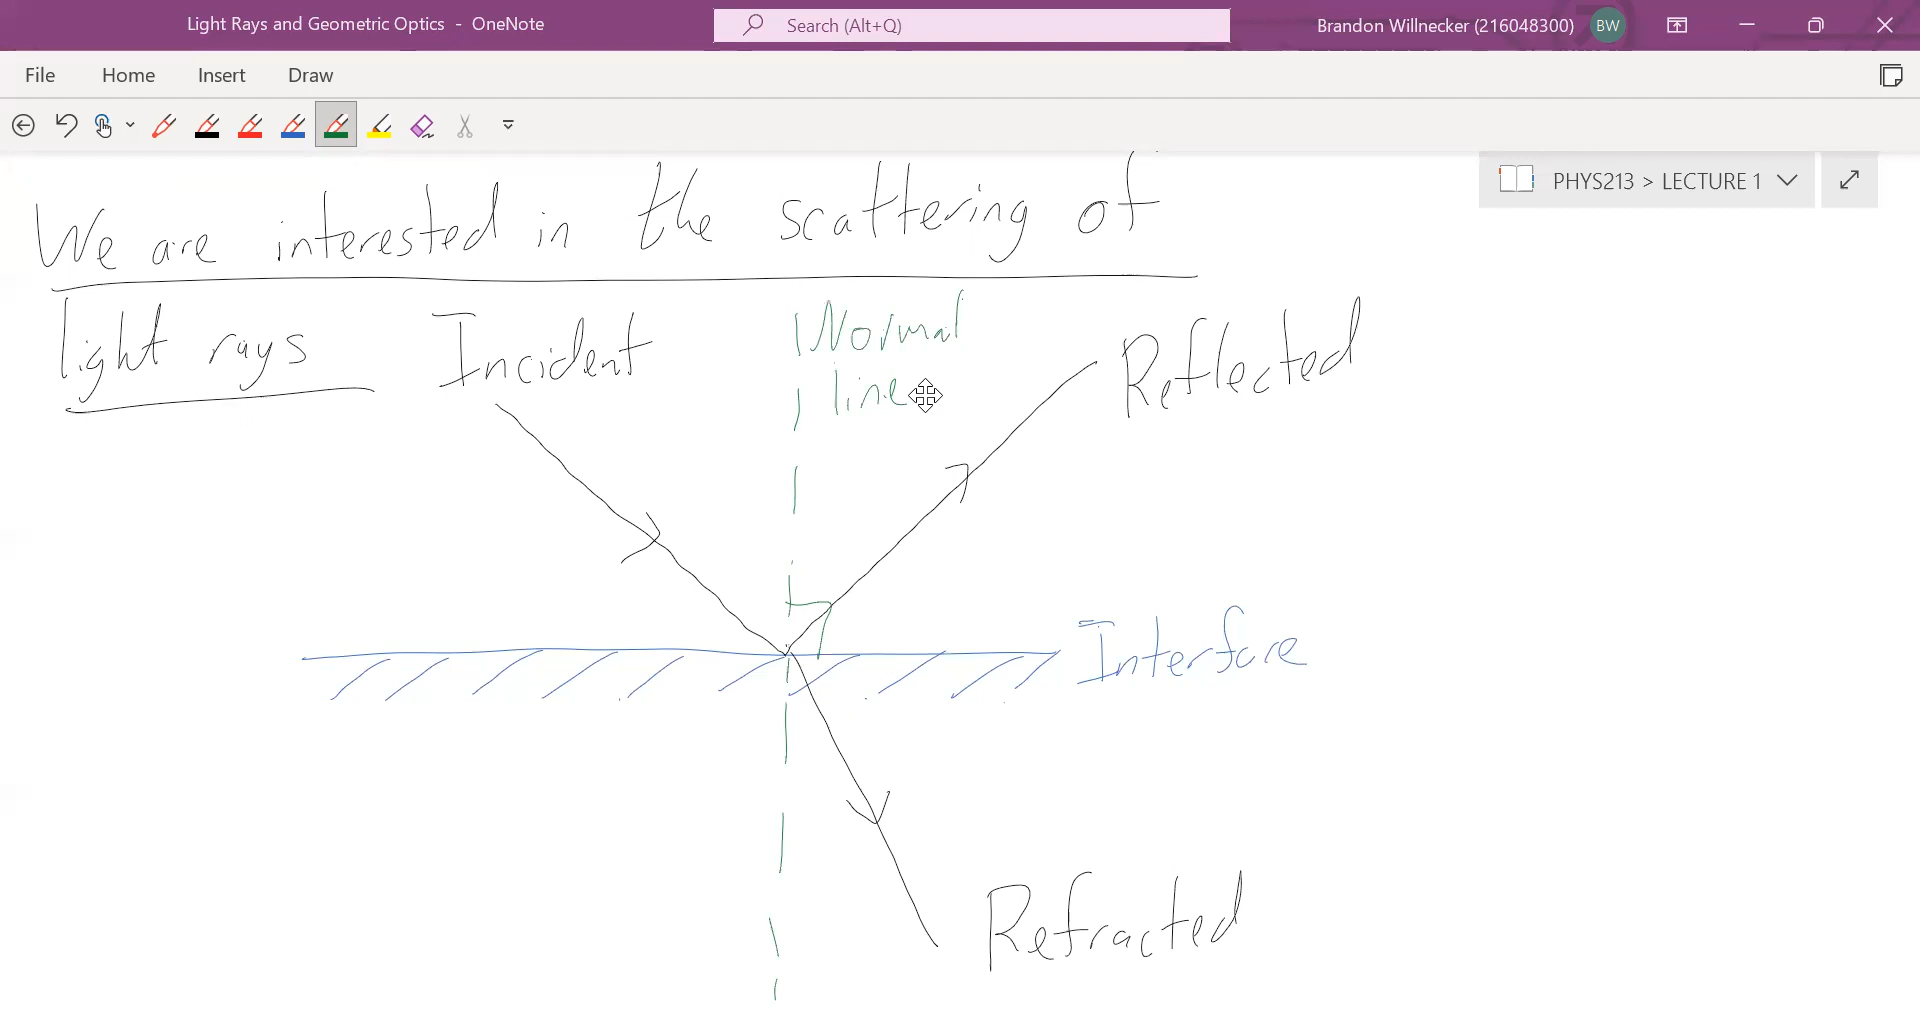 Light Rays and Geometric Optics - OneNote
Search (Alt+Q)
Brandon Willnecker (216048300)
BW
File Home Insert Draw
PHYS213 > LECTURE 1
We are interested in the scattering of
light rays
Incident
Normal
line
Reflected
Interface
Refracted